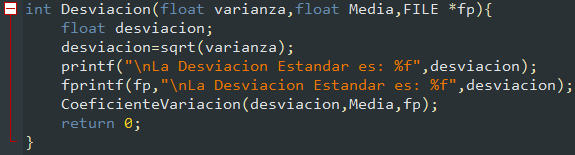 int Desviacion(float varianza,float Media,FILE *fp){
float desviacion;
desviacion=sqrt(varianza);
printf("\nLa Desviacion Estandar es: %f",desviacion);
fprintf(fp,"\nLa Desviacion Estandar es: %f",desviacion);
CoeficienteVariacion(desviacion,Media,fp);
return 0;
}